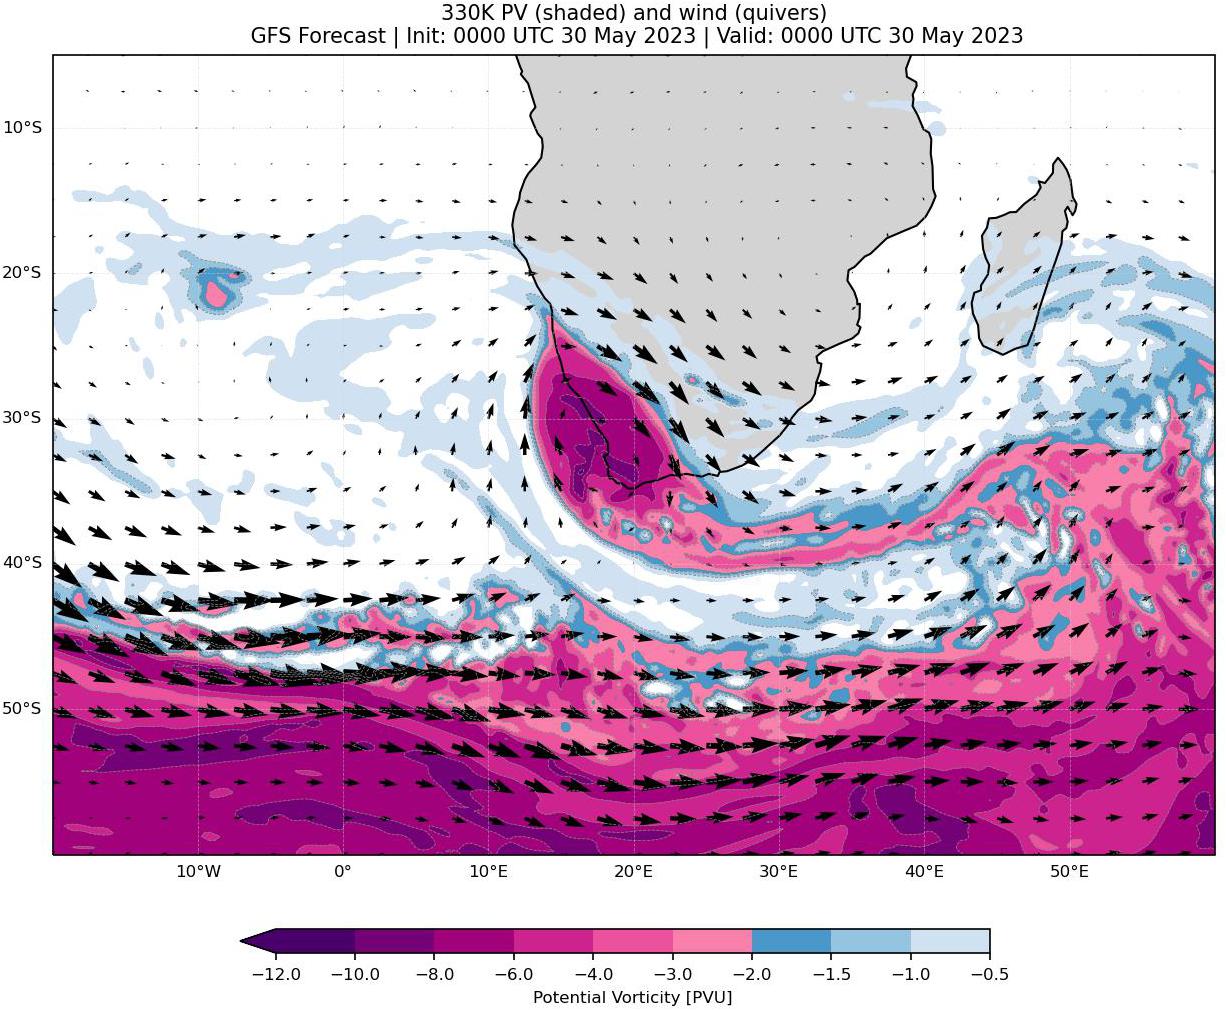 330K PV (shaded) and wind (quivers)
GFS Forecast | Init: 0000 UTC 30 May 2023 | Valid: 0000 UTC 30 May 2023
10°S
20°S
30°S
40°S
50°S
10°W 0° 10°E 20°E 30°E 40°E 50°E
−12.0 −10.0 −8.0 −6.0 −4.0 −3.0 −2.0 −1.5 −1.0 −0.5
Potential Vorticity [PVU]